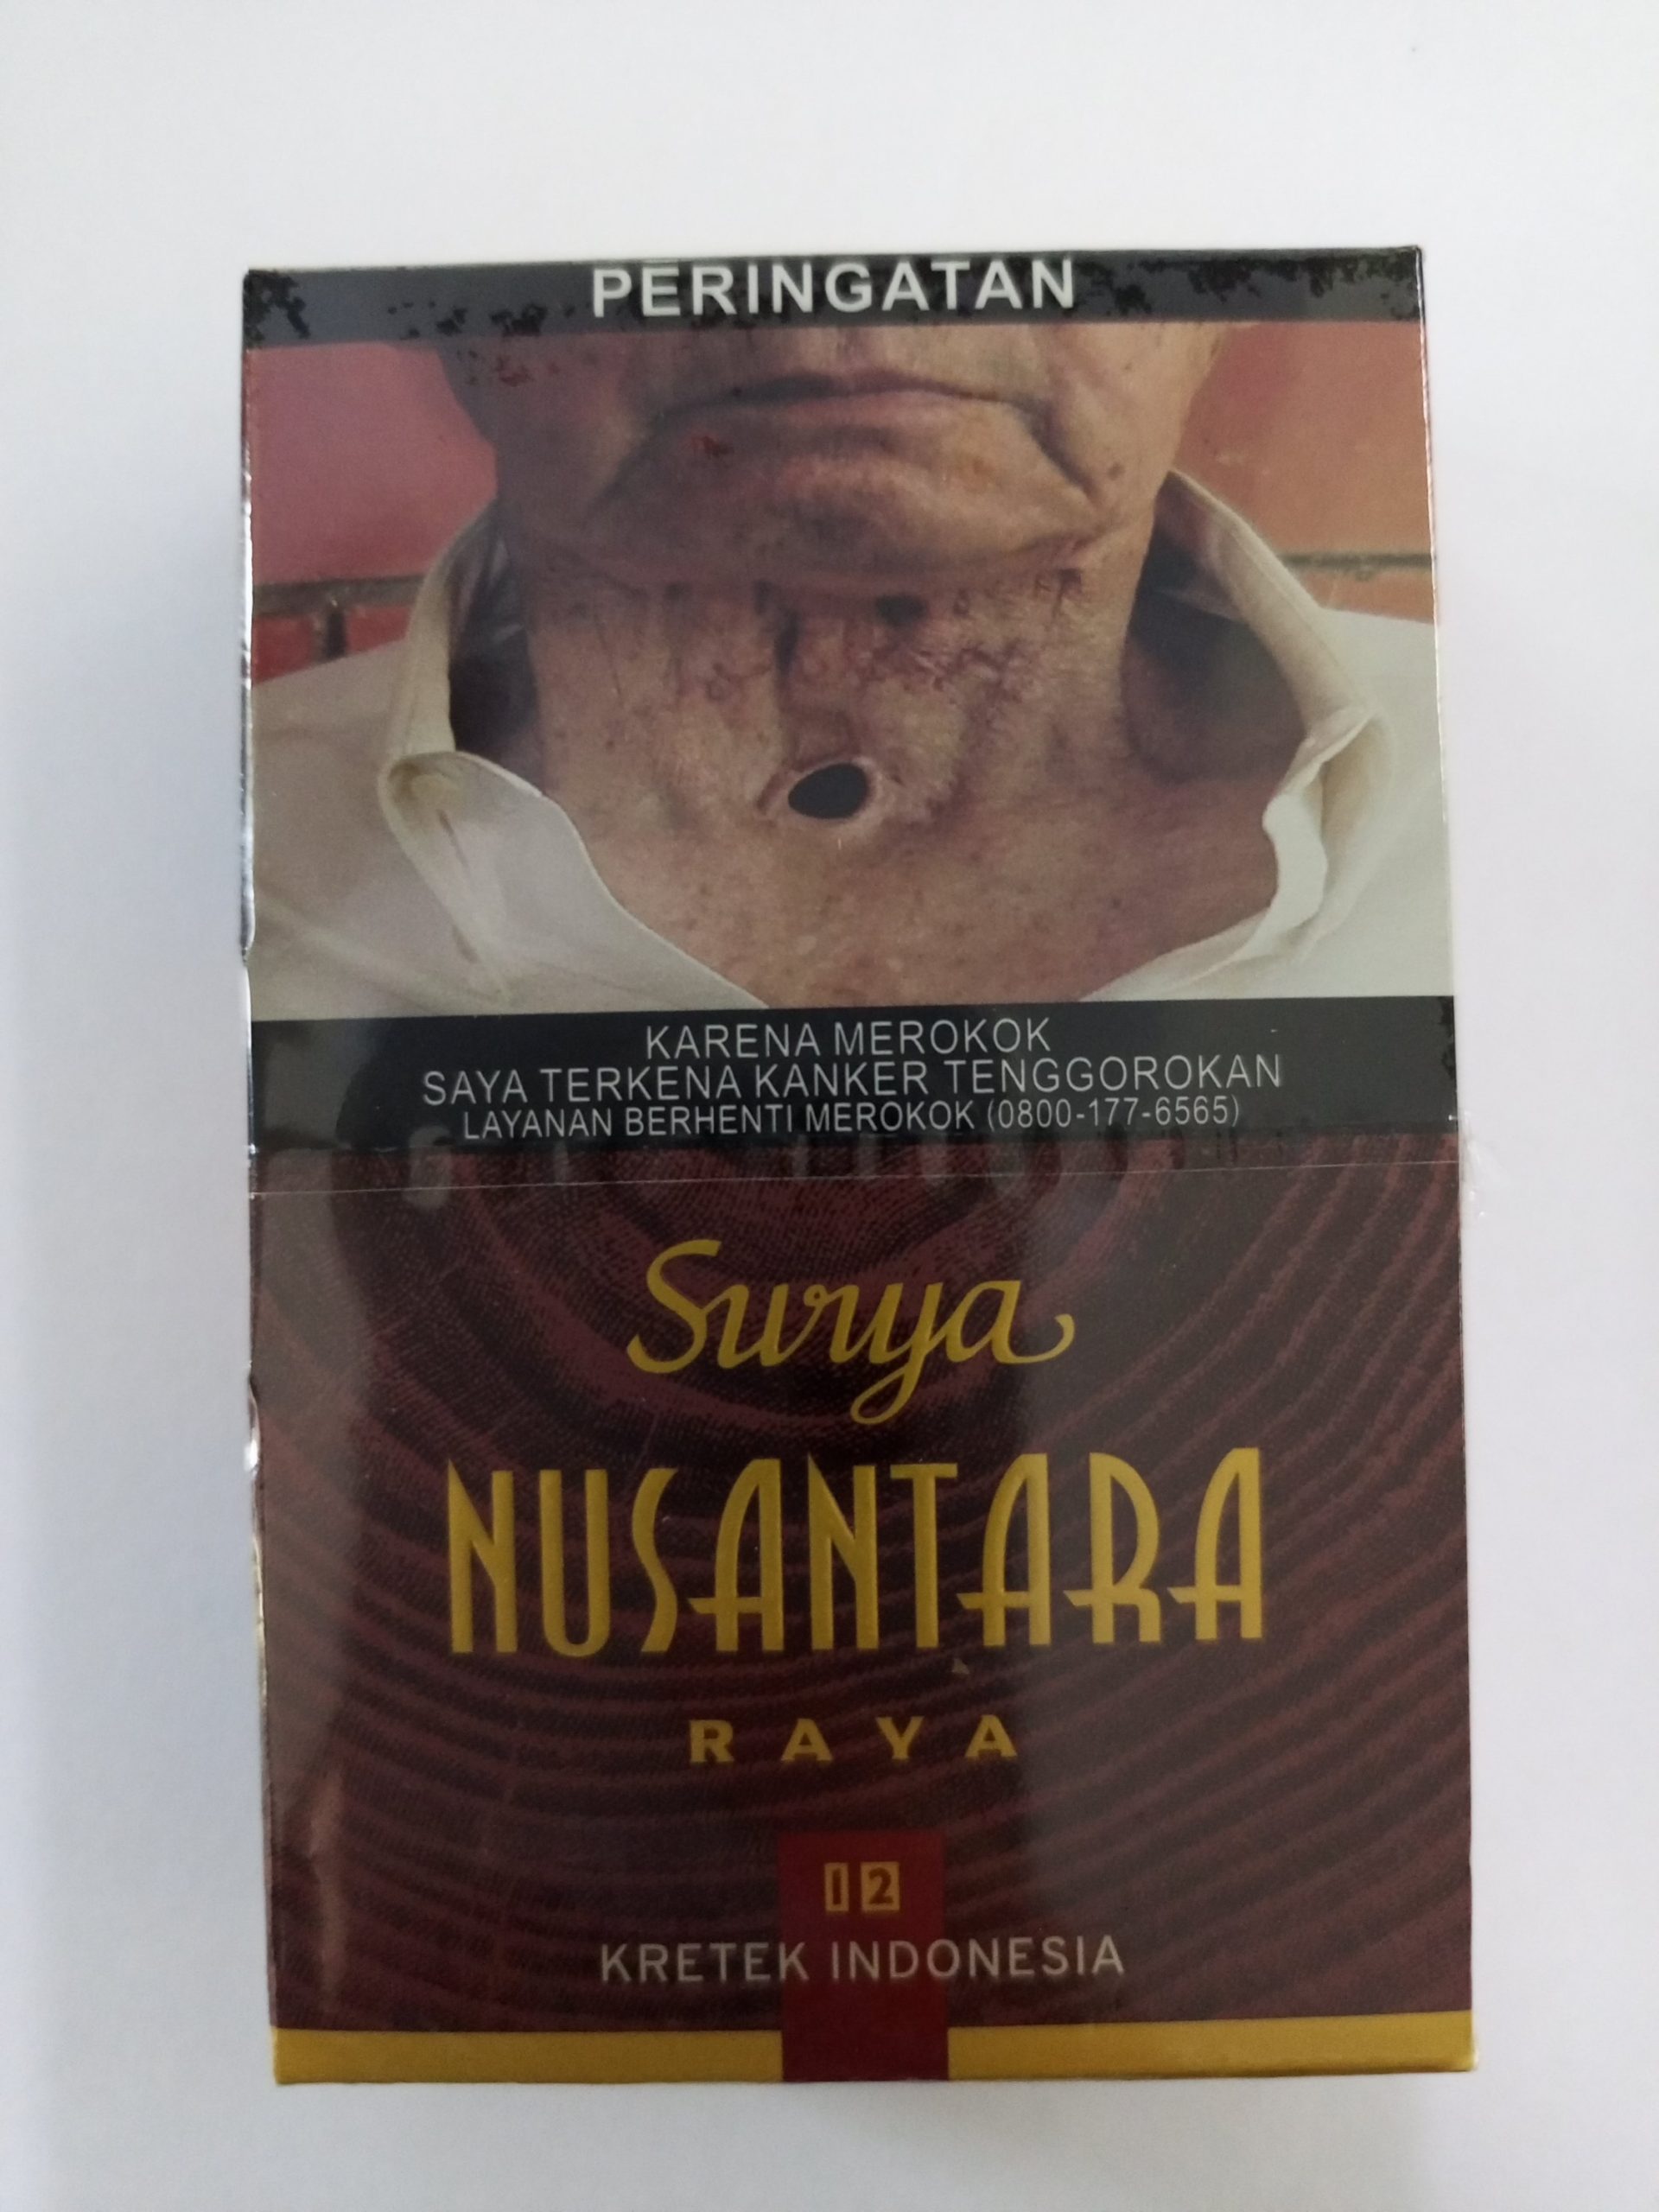 PERINGATAN
KARENA MEROKOK
SAYA TERKENA KANKER TENGGOROKAN
LAYANAN BERHENTI MEROKOK (0800-177-6565)
Surya
NUSANTARA
RAYA
12
KRETEK INDONESIA